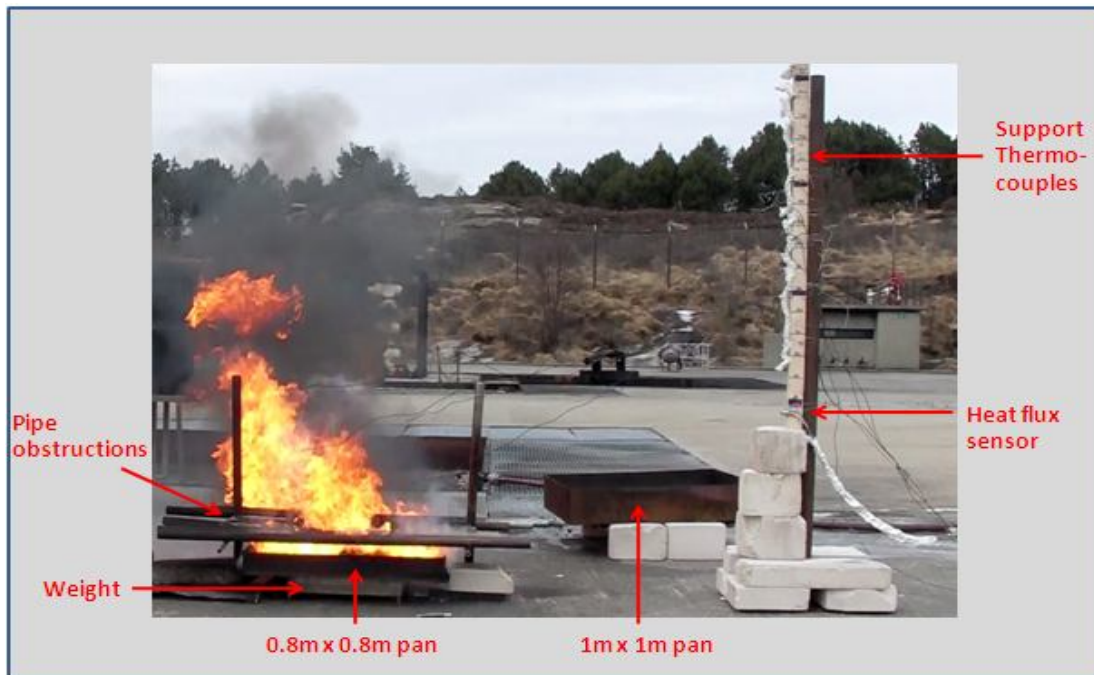 Support
Thermo-
couples
Heat flux
sensor
Pipe
obstructions
Weight
0.8m x 0.8m pan
1m x 1m pan